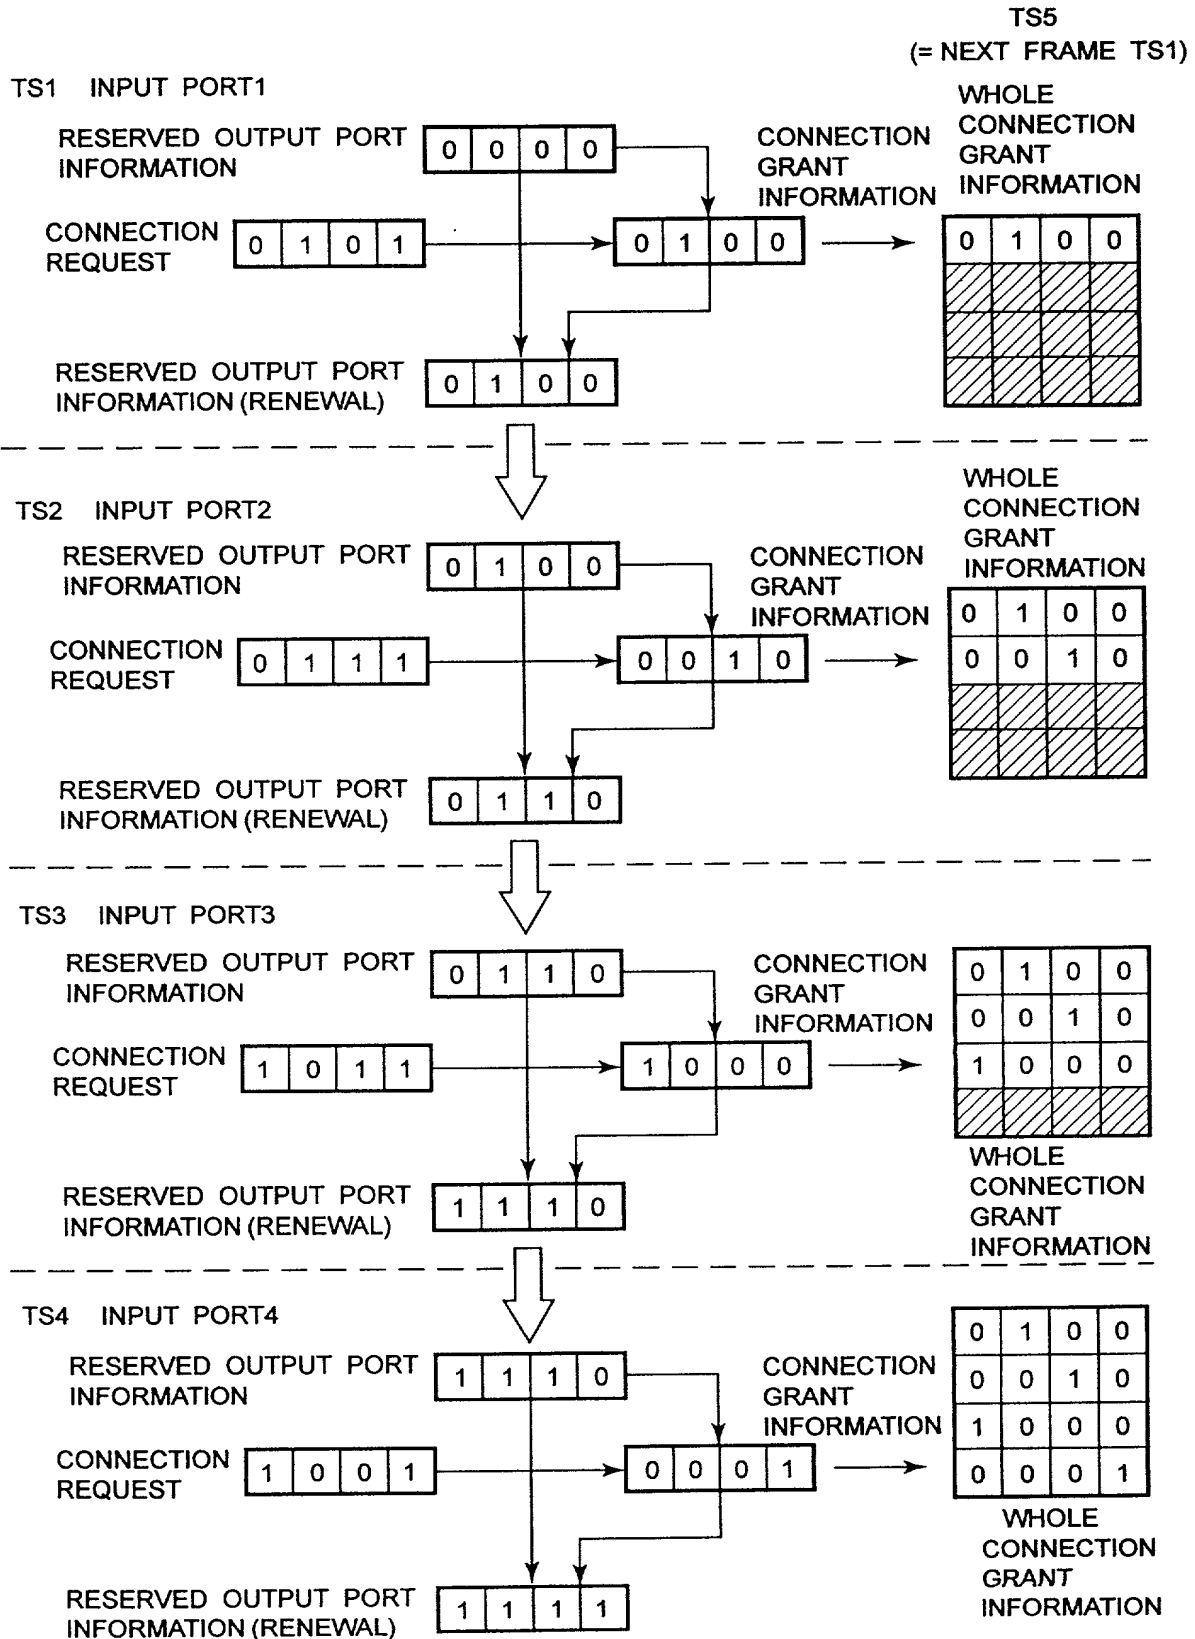 TS5
(= NEXT FRAME TS1)
TS1 INPUT PORT1
RESERVED OUTPUT PORT
INFORMATION
0 0 0 0
CONNECTION
GRANT
INFORMATION
WHOLE
CONNECTION
GRANT
INFORMATION
CONNECTION
REQUEST
0 1 0 1
0 1 0 0
0 1 0 0
RESERVED OUTPUT PORT
INFORMATION (RENEWAL)
0 1 0 0
TS2 INPUT PORT2
RESERVED OUTPUT PORT
INFORMATION
0 1 0 0
CONNECTION
GRANT
INFORMATION
WHOLE
CONNECTION
GRANT
INFORMATION
CONNECTION
REQUEST
0 1 1 1
0 0 1 0
0 1 0 0
0 0 1 0
RESERVED OUTPUT PORT
INFORMATION (RENEWAL)
0 1 1 0
TS3 INPUT PORT3
RESERVED OUTPUT PORT
INFORMATION
0 1 1 0
CONNECTION
GRANT
INFORMATION
CONNECTION
REQUEST
1 0 1 1
1 0 0 0
0 1 0 0
0 0 1 0
1 0 0 0
WHOLE
CONNECTION
GRANT
INFORMATION
RESERVED OUTPUT PORT
INFORMATION (RENEWAL)
1 1 1 0
TS4 INPUT PORT4
RESERVED OUTPUT PORT
INFORMATION
1 1 1 0
CONNECTION
GRANT
INFORMATION
CONNECTION
REQUEST
1 0 0 1
0 0 0 1
0 1 0 0
0 0 1 0
1 0 0 0
0 0 0 1
WHOLE
CONNECTION
GRANT
INFORMATION
RESERVED OUTPUT PORT
INFORMATION (RENEWAL)
1 1 1 1